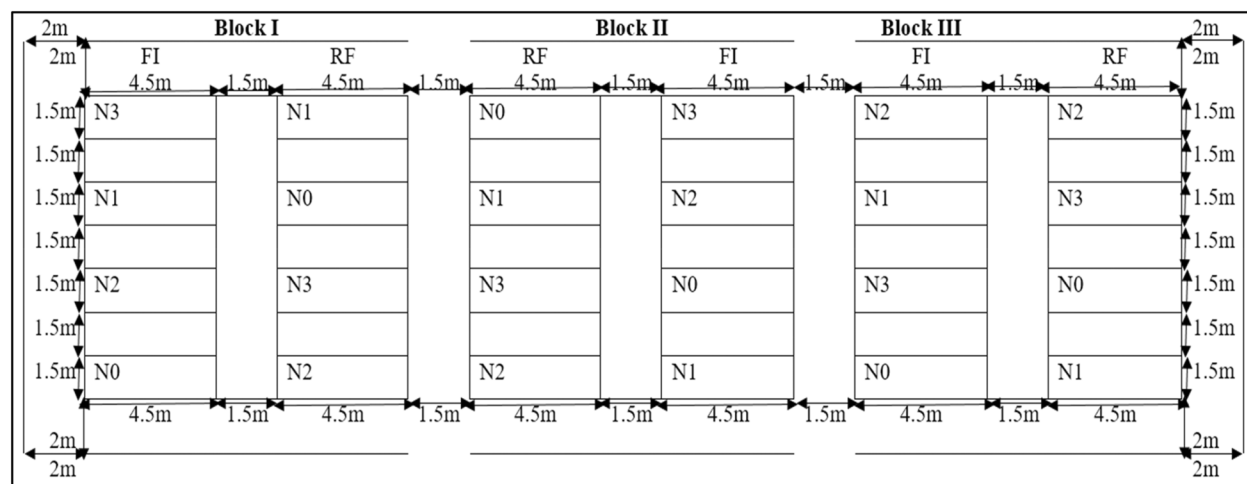 2m Block I Block II Block III 2m
2m FI RF RF FI FI RF 2m
4.5m 1.5m 4.5m 1.5m 4.5m 1.5m 4.5m 1.5m 4.5m 1.5m 4.5m
1.5m N3 N1 N0 N3 N2 N2 1.5m
1.5m 1.5m
1.5m N1 N0 N1 N2 N1 N3 1.5m
1.5m 1.5m
1.5m N2 N3 N3 N0 N3 N0 1.5m
1.5m 1.5m
1.5m N0 N2 N2 N1 N0 N1 1.5m
4.5m 1.5m 4.5m 1.5m 4.5m 1.5m 4.5m 1.5m 4.5m 1.5m 4.5m
2m 2m
2m 2m